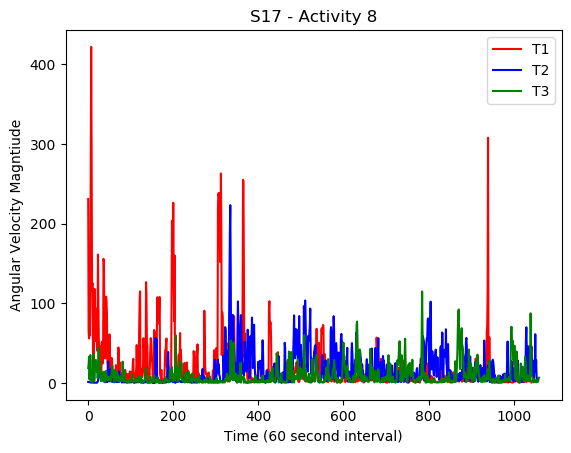 S17 - Activity 8
Angular Velocity Magntiude
400
300
200
100
0
T1
T2
T3
0 200 400 600 800 1000
Time (60 second interval)